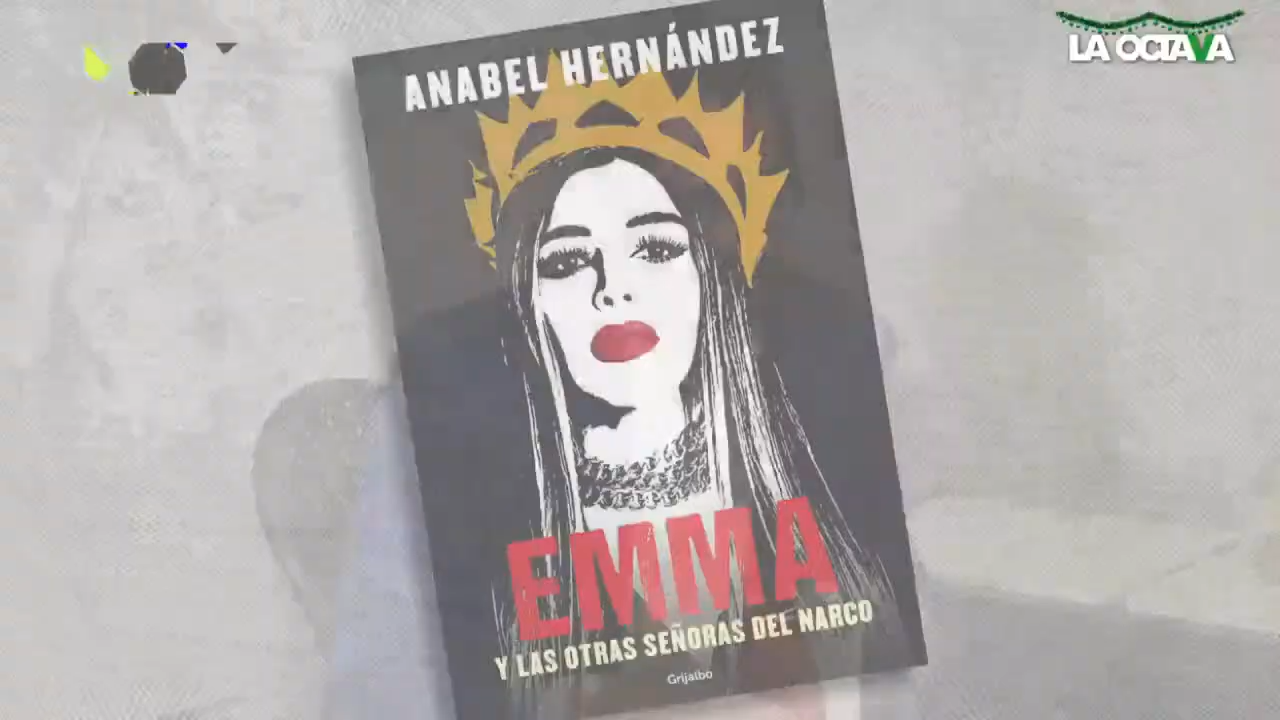 LA OCTAVA
ANABEL HERNÁNDEZ
EMMA
Y LAS OTRAS SEÑORAS DEL NARCO
Grijalbo